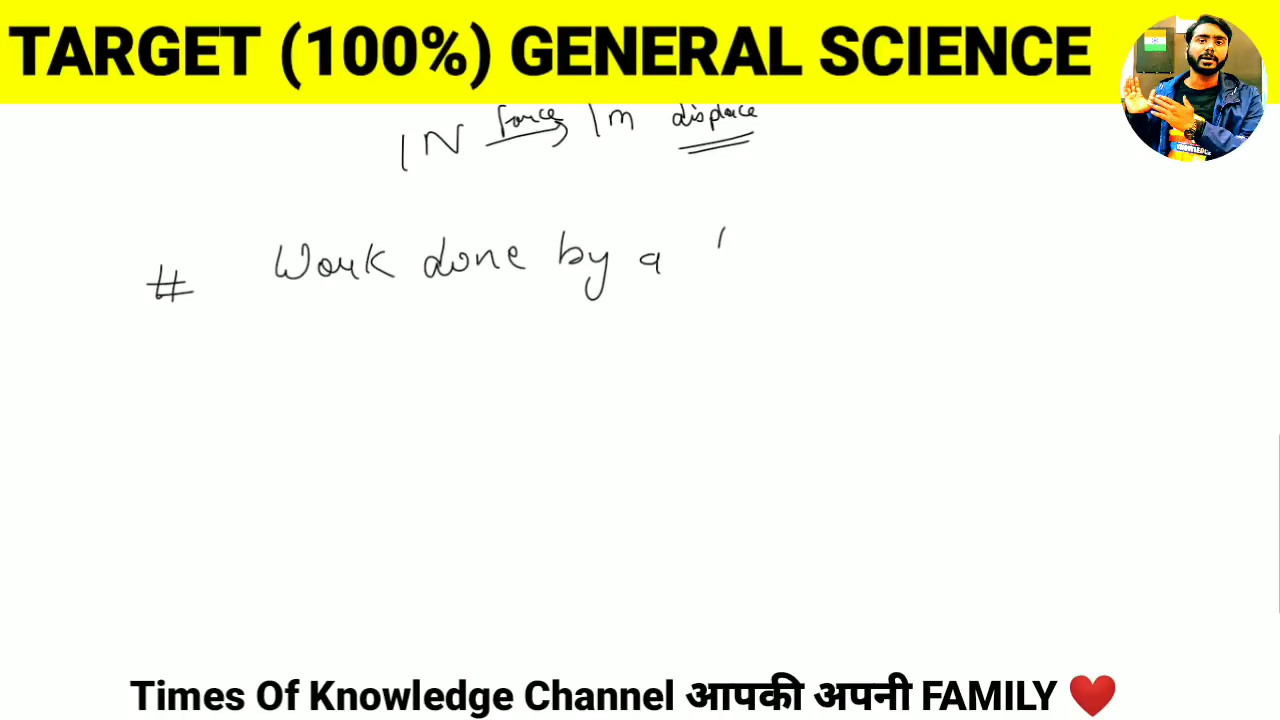 TARGET (100%) GENERAL SCIENCE
1N force 1m displace
# Work done by a
Times Of Knowledge Channel आपकी अपनी FAMILY ❤️